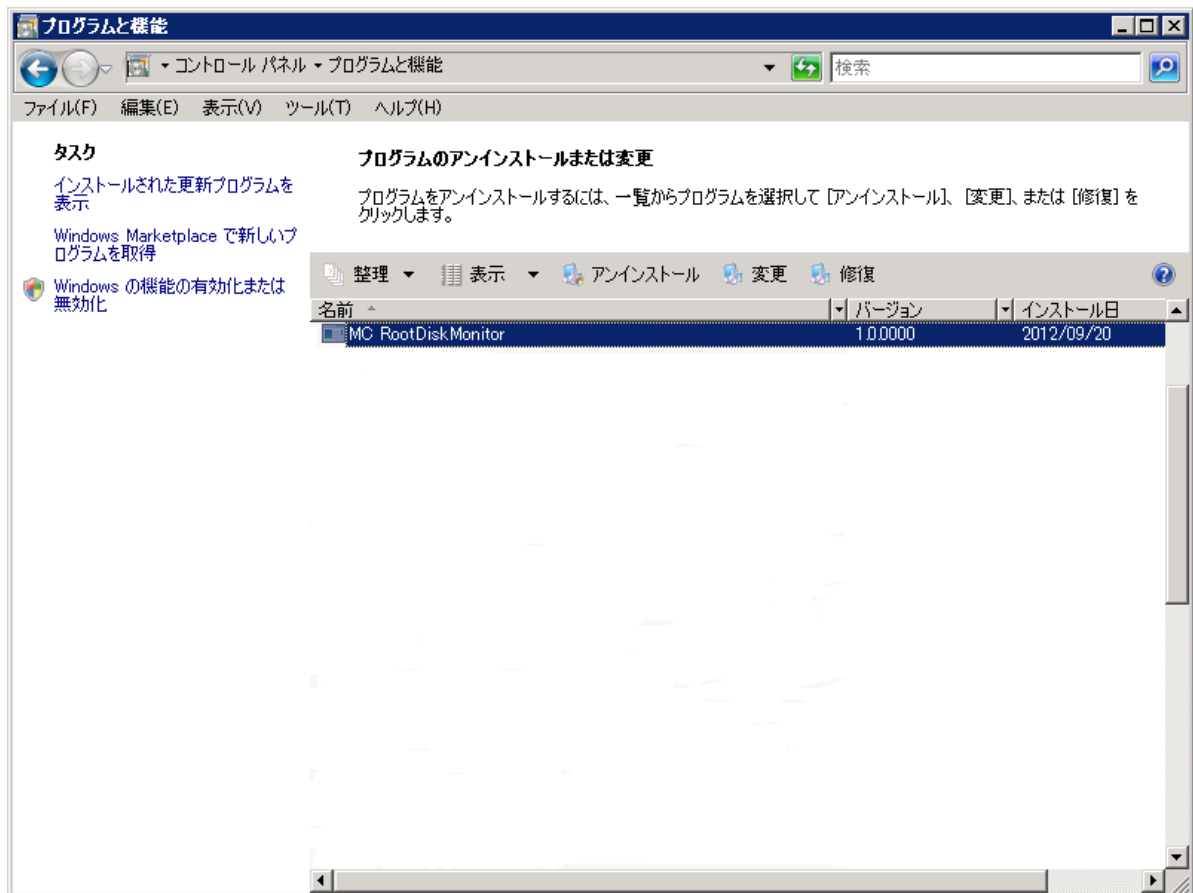 プログラムと機能
コントロール パネル ▾ プログラムと機能
検索
ファイル(F) 編集(E) 表示(V) ツール(T) ヘルプ(H)
タスク
インストールされた更新プログラムを
表示
Windows Marketplace で新しいプ
ログラムを取得
Windows の機能の有効化または
無効化
プログラムのアンインストールまたは変更
プログラムをアンインストールするには、一覧からプログラムを選択して [アンインストール]、[変更]、または [修復] を
クリックします。
整理 表示 アンインストール 変更 修復
名前 バージョン インストール日
MC RootDiskMonitor 1.0.0000 2012/09/20